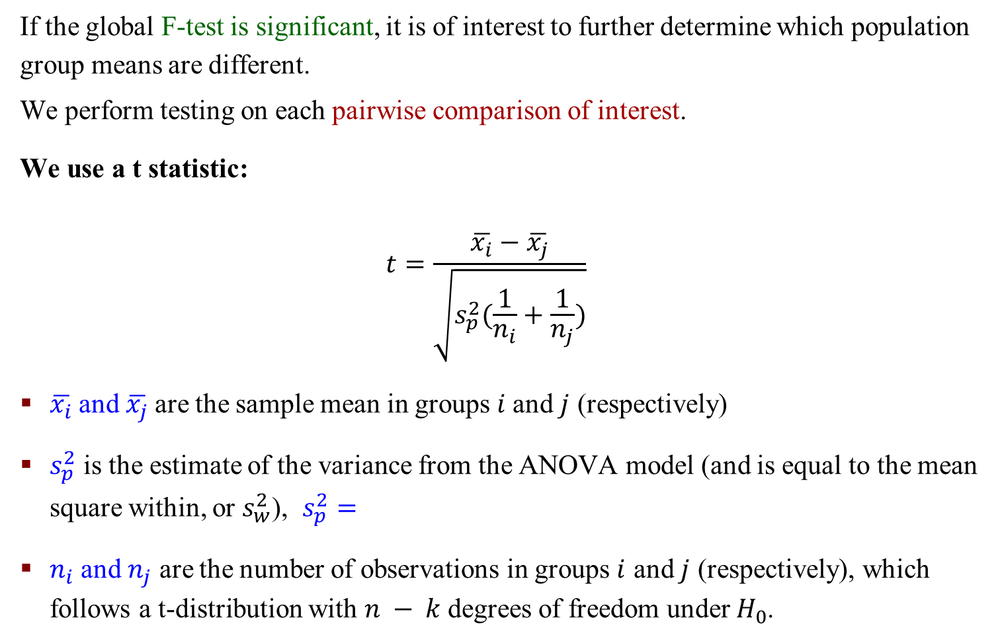 If the global F-test is significant, it is of interest to further determine which population
group means are different.
We perform testing on each pairwise comparison of interest.
We use a t statistic:
t = \frac{\overline{x}_i − \overline{x}_j}{\sqrt{s_p^2(\frac{1}{n_i} + \frac{1}{n_j})}}
▪ \overline{x}_i and \overline{x}_j are the sample mean in groups i and j (respectively)
▪ s_p^2 is the estimate of the variance from the ANOVA model (and is equal to the mean
square within, or s_w^2), s_p^2 =
▪ n_i and n_j are the number of observations in groups i and j (respectively), which
follows a t-distribution with n − k degrees of freedom under H_0.